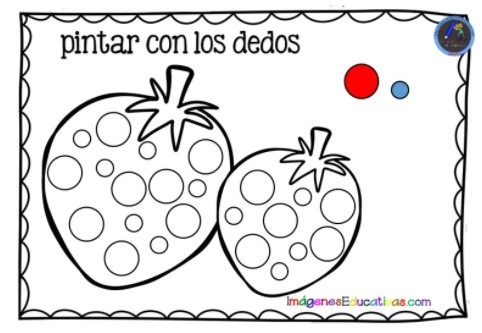 pintar con los dedos
imágenesEducativas.com